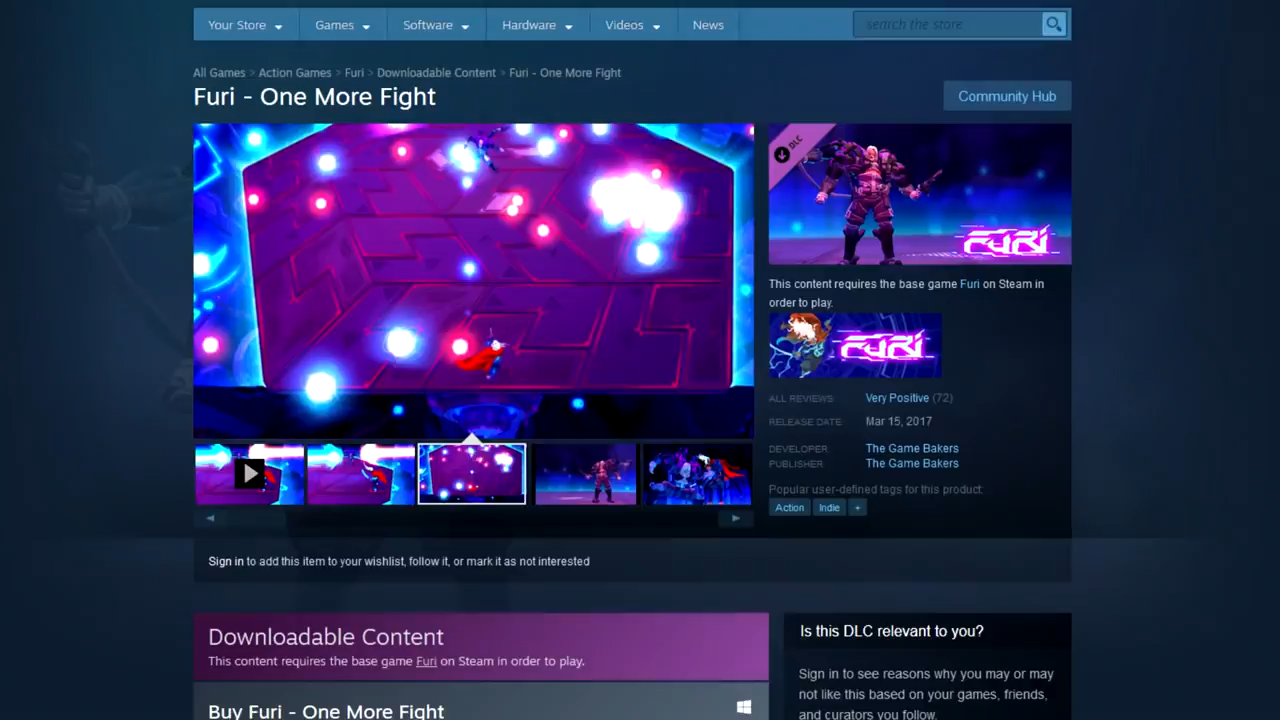 Your Store
Games
Software
Hardware
Videos
News
search the store
All Games > Action Games > Furi > Downloadable Content > Furi - One More Fight
Furi - One More Fight
Community Hub
DLC
FURI
This content requires the base game Furi on Steam in
order to play.
FURI
ALL REVIEWS: Very Positive (72)
RELEASE DATE: Mar 15, 2017
DEVELOPER: The Game Bakers
PUBLISHER: The Game Bakers
Popular user-defined tags for this product:
Action Indie +
Sign in to add this item to your wishlist, follow it, or mark it as not interested
Downloadable Content
This content requires the base game Furi on Steam in order to play.
Buy Furi - One More Fight
Is this DLC relevant to you?
Sign in to see reasons why you may or may
not like this based on your games, friends,
and curators you follow.